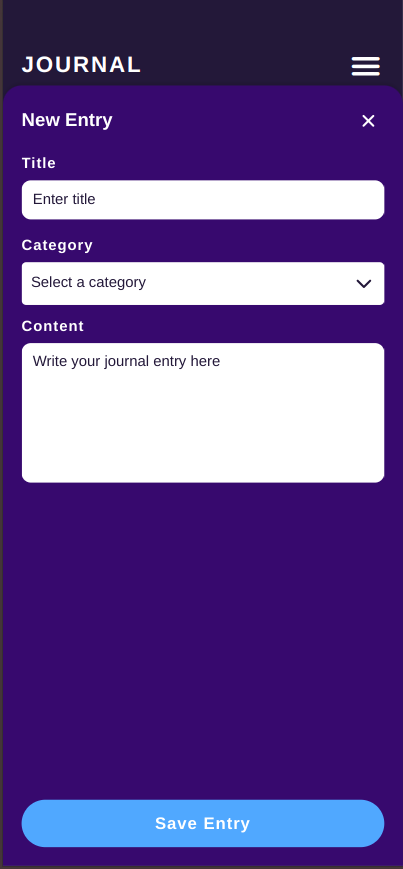 JOURNAL
New Entry
Title
Enter title
Category
Select a category
Content
Write your journal entry here
Save Entry